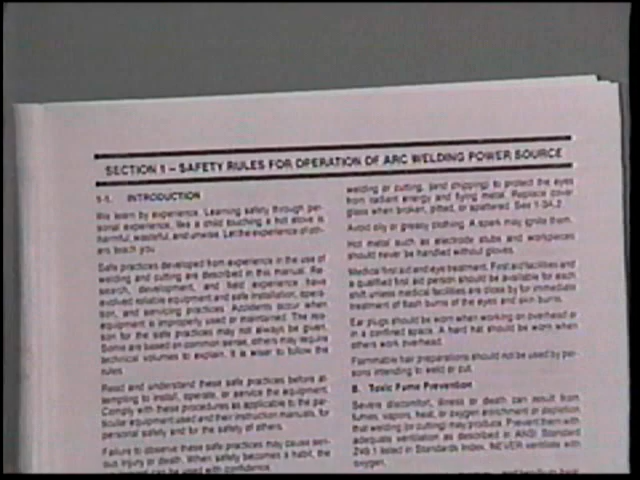 SECTION 1 – SAFETY RULES FOR OPERATION OF ARC WELDING POWER SOURCE
1-1. INTRODUCTION
We learn by experience. Learning safety through per-
sonal experience, like a child touching a hot stove is
harmful, wasteful, and unwise. Let the experience of oth-
ers teach you.
Safe practices developed from experience in the use of
welding and cutting are described in this manual. Re-
search, development, and field experience have
evolved reliable equipment and safe installation, opera-
tion, and servicing practices. Accidents occur when
equipment is improperly used or maintained. The rea-
son for the safe practices may not always be given.
Some are based on common sense, others may require
technical volumes to explain. It is wiser to follow the
rules.
Read and understand these safe practices before at-
tempting to install, operate, or service the equipment.
Comply with these procedures as applicable to the par-
ticular equipment used and their instruction manuals, for
personal safety and for the safety of others.
Failure to observe these safe practices may cause seri-
ous injury or death. When safety becomes a habit, the
equipment can be used with confidence.
welding or cutting, (and chipping) to protect the eyes
from radiant energy and flying metal. Replace cover
glass when broken, pitted, or spattered. See 1-3A.2.
Avoid oily or greasy clothing. A spark may ignite them.
Hot metal such as electrode stubs and workpieces
should never be handled without gloves.
Medical first aid and eye treatment. First aid facilities and
a qualified first aid person should be available for each
shift unless medical facilities are close by for immediate
treatment of flash burns of the eyes and skin burns.
Ear plugs should be worn when working on overhead or
in a confined space. A hard hat should be worn when
others work overhead.
Flammable hair preparations should not be used by per-
sons intending to weld or cut.
B. Toxic Fume Prevention
Severe discomfort, illness or death can result from
fumes, vapors, heat, or oxygen enrichment or depletion
that welding (or cutting) may produce. Prevent them with
adequate ventilation as described in ANSI Standard
Z49.1 listed in Standards Index. NEVER ventilate with
oxygen.